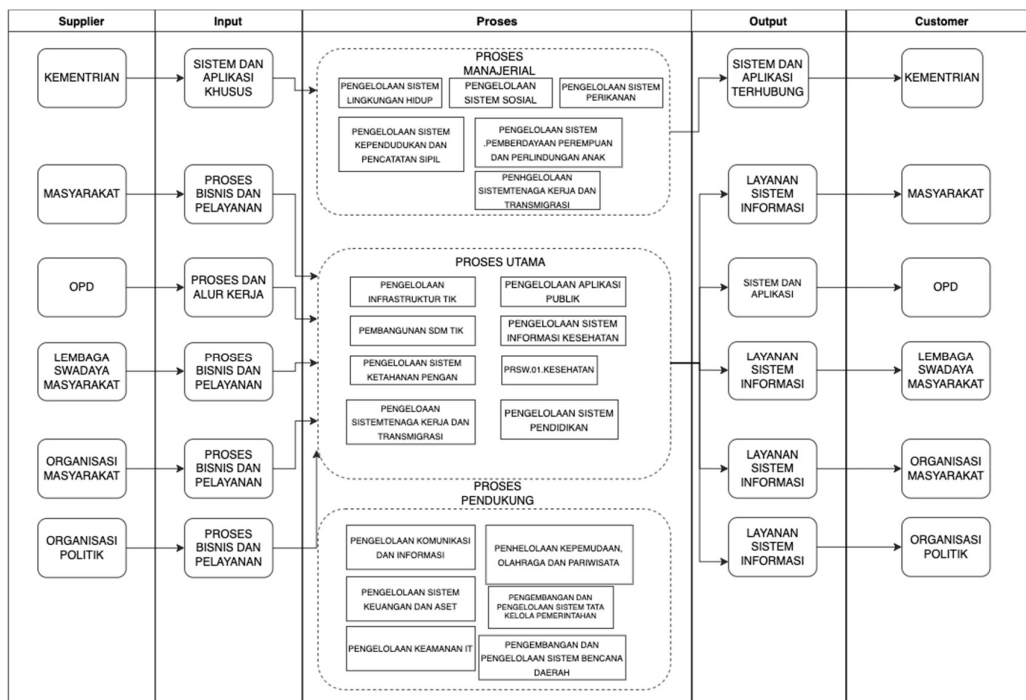 Supplier
Input
Proses
Output
Customer
KEMENTRIAN
SISTEM DAN
APLIKASI
KHUSUS
PROSES
MANAJERIAL
PENGELOLAAN SISTEM
LINGKUNGAN HIDUP
PENGELOLAAN
SISTEM SOSIAL
PENGELOLAAN SISTEM
PERIKANAN
PENGELOLAAN SISTEM
KEPENDUDUKAN DAN
PENCATATAN SIPIL
PENGELOLAAN SISTEM
.PEMBERDAYAAN PEREMPUAN
DAN PERLINDUNGAN ANAK
PENHGELOLAAN
SISTEMTENAGA KERJA DAN
TRANSMIGRASI
SISTEM DAN
APLIKASI
TERHUBUNG
KEMENTRIAN
MASYARAKAT
PROSES
BISNIS DAN
PELAYANAN
LAYANAN
SISTEM
INFORMASI
MASYARAKAT
OPD
PROSES DAN
ALUR KERJA
PROSES UTAMA
PENGELOLAAN
INFRASTRUKTUR TIK
PENGELOLAAN APLIKASI
PUBLIK
PEMBANGUNAN SDM TIK
PENGELOLAAN SISTEM
INFORMASI KESEHATAN
PENGELOLAAN SISTEM
KETAHANAN PENGAN
PRSW.01.KESEHATAN
PENGELOAAN
SISTEMTENAGA KERJA DAN
TRANSMIGRASI
PENGELOLAAN SISTEM
PENDIDIKAN
SISTEM DAN
APLIKASI
OPD
LEMBAGA
SWADAYA
MASYARAKAT
PROSES
BISNIS DAN
PELAYANAN
LAYANAN
SISTEM
INFORMASI
LEMBAGA
SWADAYA
MASYARAKAT
ORGANISASI
MASYARAKAT
PROSES
BISNIS DAN
PELAYANAN
LAYANAN
SISTEM
INFORMASI
ORGANISASI
MASYARAKAT
ORGANISASI
POLITIK
PROSES
BISNIS DAN
PELAYANAN
PROSES
PENDUKUNG
PENGELOLAAN KOMUNIKASI
DAN INFORMASI
PENHELOLAAN KEPEMUDAAN,
OLAHRAGA DAN PARIWISATA
PENGELOLAAN SISTEM
KEUANGAN DAN ASET
PENGEMBANGAN DAN
PENGELOLAAN SISTEM TATA
KELOLA PEMERINTAHAN
PENGELOLAAN KEAMANAN IT
PENGEMBANGAN DAN
PENGELOLAAN SISTEM BENCANA
DAERAH
LAYANAN
SISTEM
INFORMASI
ORGANISASI
POLITIK